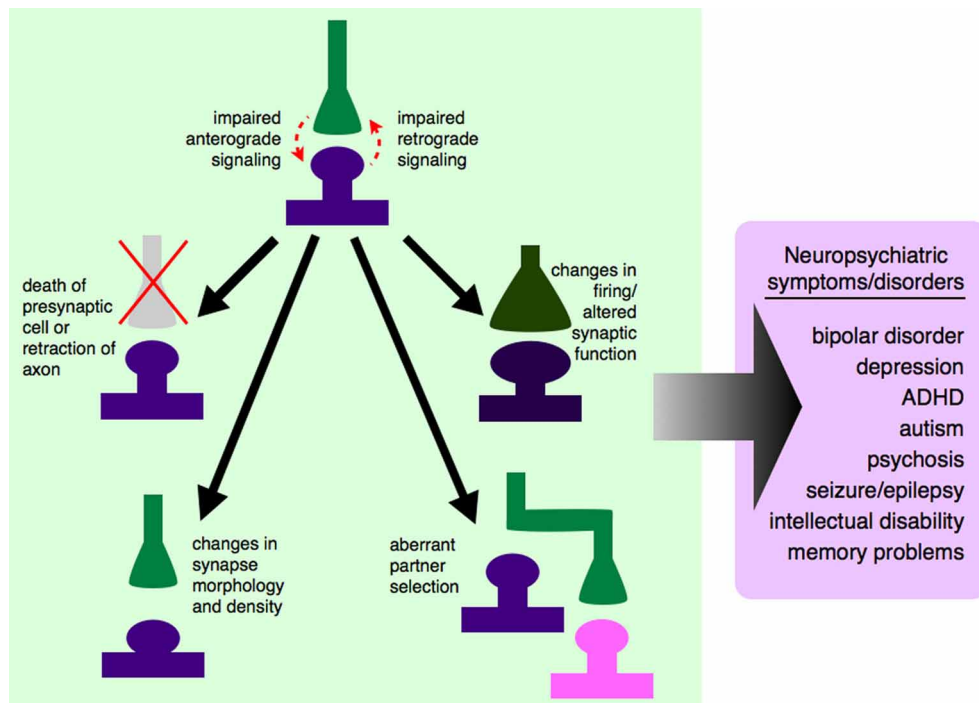 impaired
anterograde
signaling
impaired
retrograde
signaling
death of
presynaptic
cell or
retraction of
axon
changes in
firing/
altered
synaptic
function
changes in
synapse
morphology
and density
aberrant
partner
selection
Neuropsychiatric
symptoms/disorders
bipolar disorder
depression
ADHD
autism
psychosis
seizure/epilepsy
intellectual disability
memory problems